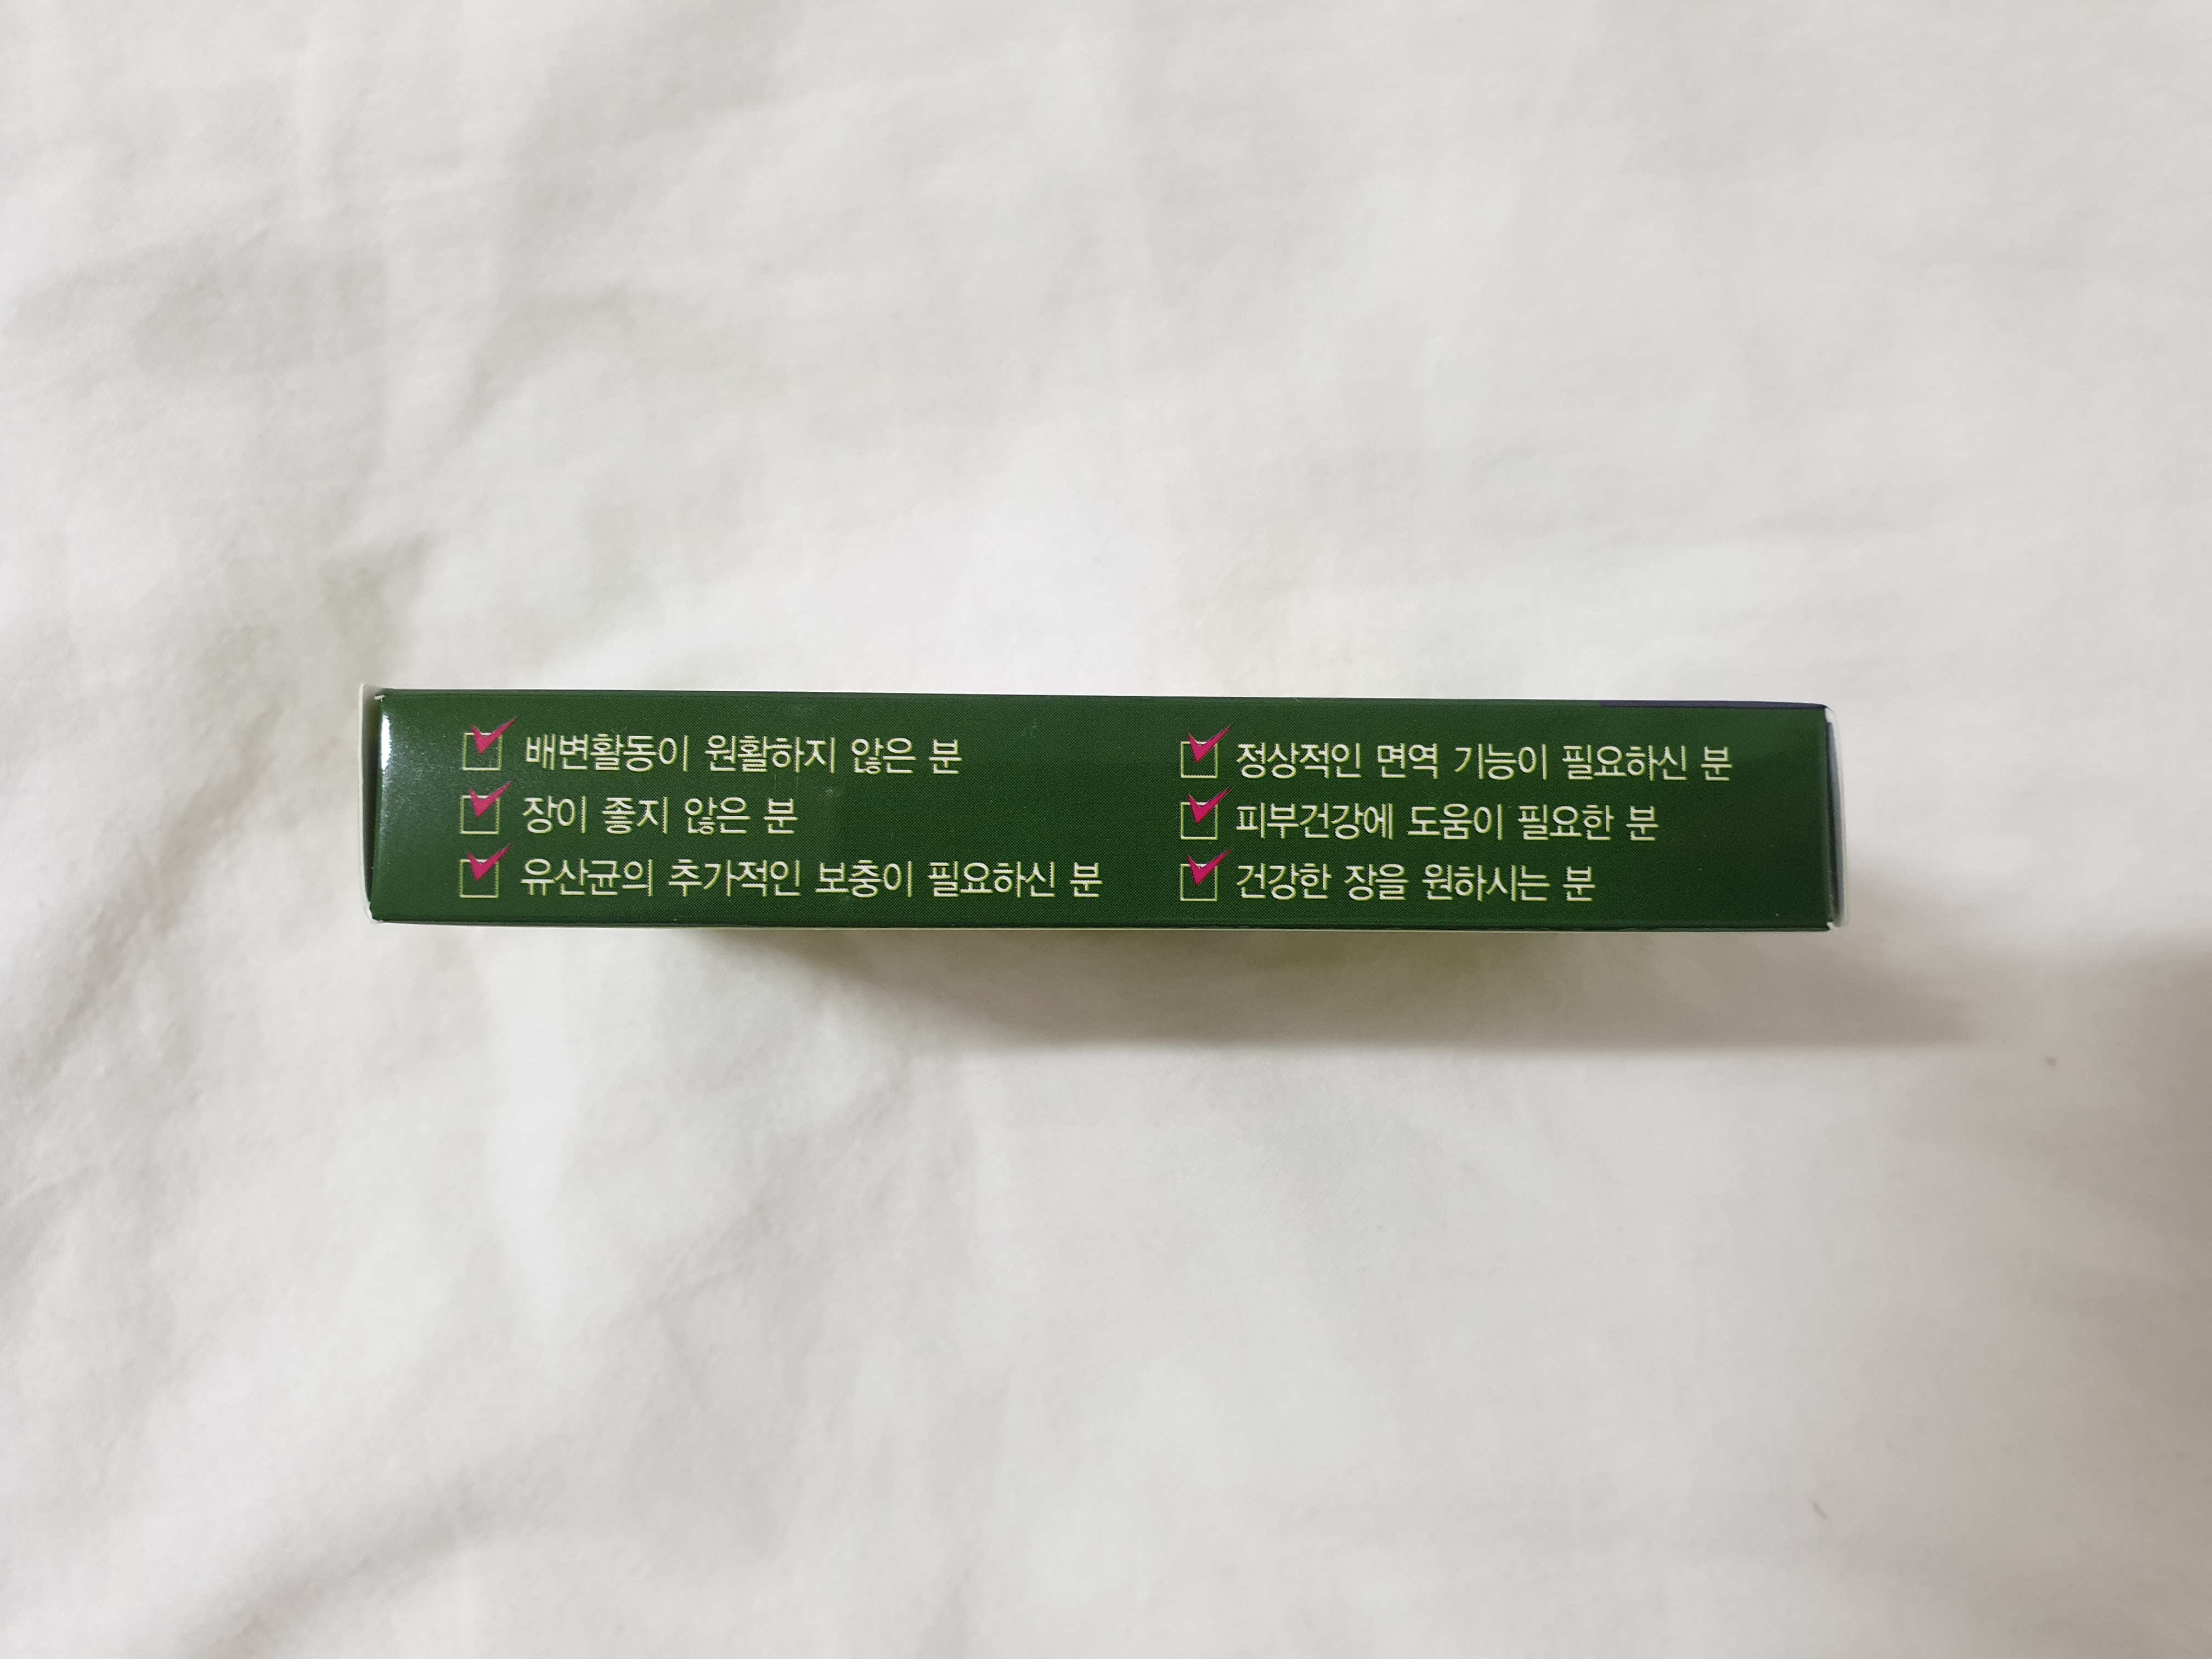 배변활동이 원활하지 않은 분
장이 좋지 않은 분
유산균의 추가적인 보충이 필요하신 분
정상적인 면역 기능이 필요하신 분
피부건강에 도움이 필요한 분
건강한 장을 원하시는 분